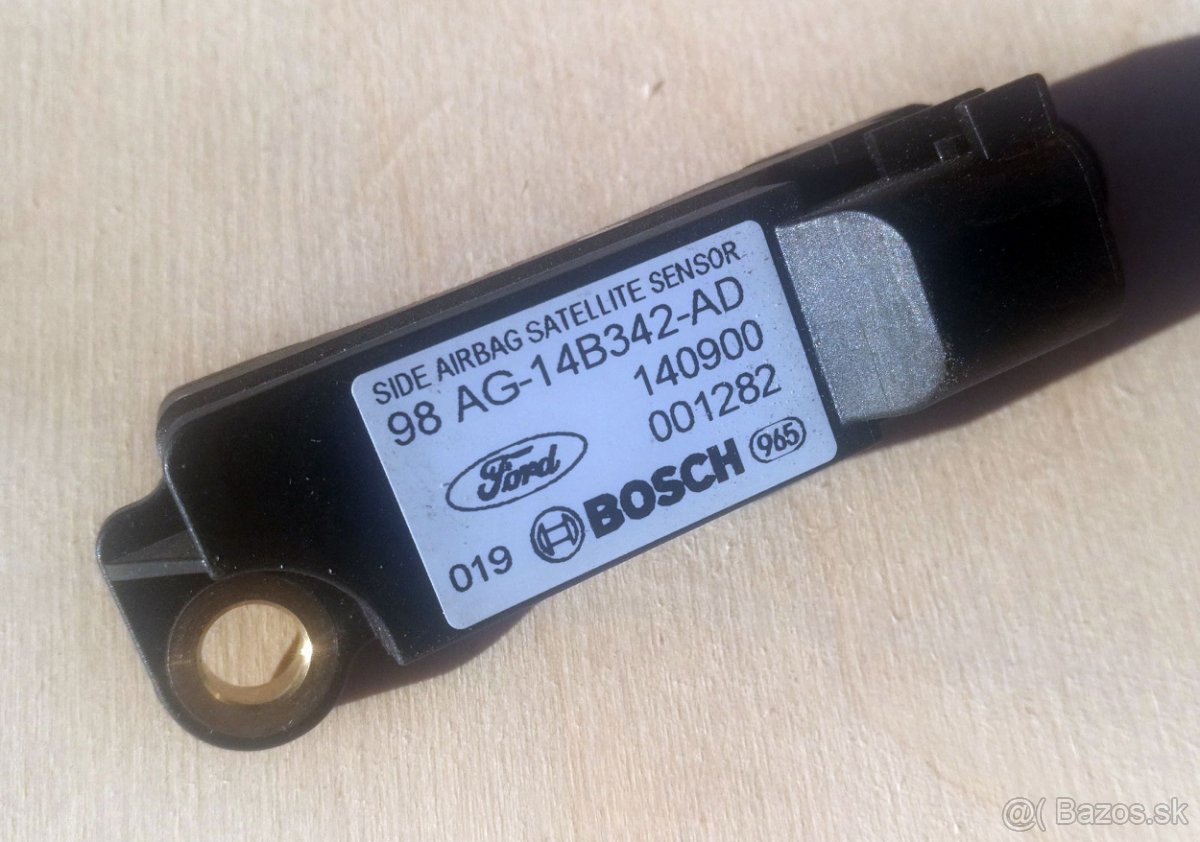 SIDE AIRBAG SATELLITE SENSOR
98 AG-14B342-AD
140900
001282
Ford
019 BOSCH 965
@( Bazos.sk